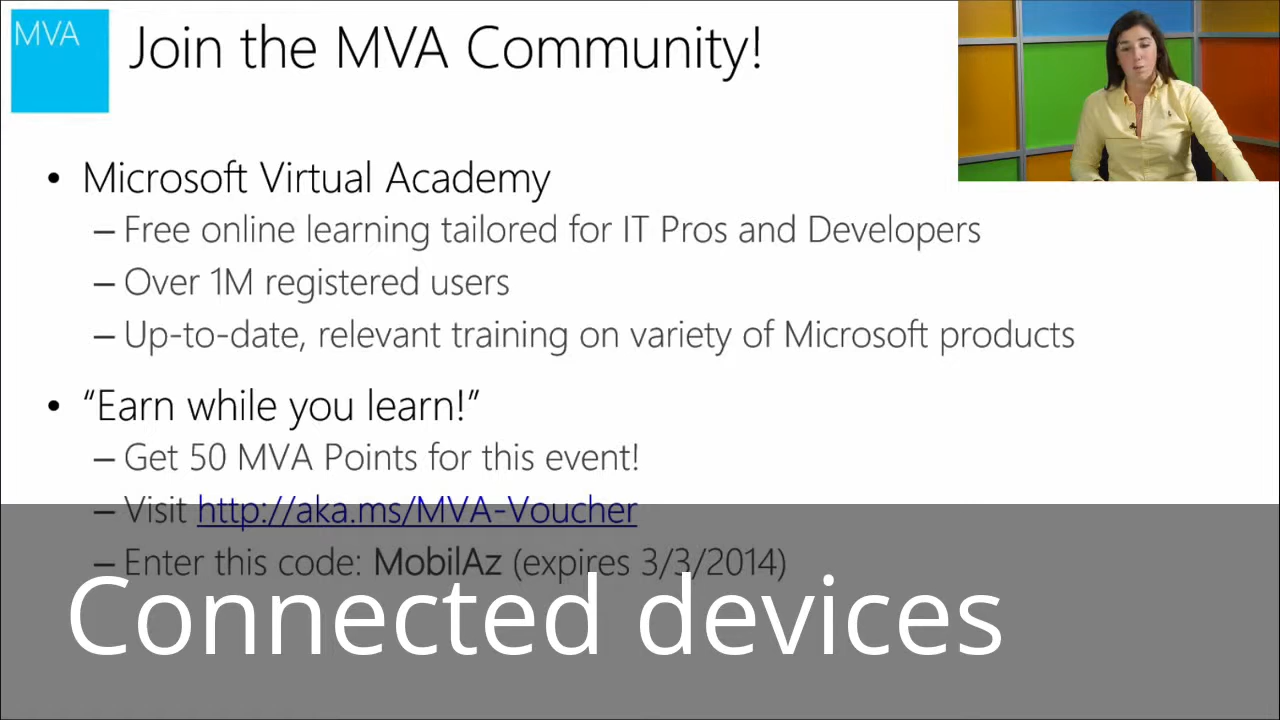 MVA
Join the MVA Community!
• Microsoft Virtual Academy
– Free online learning tailored for IT Pros and Developers
– Over 1M registered users
– Up-to-date, relevant training on variety of Microsoft products
• “Earn while you learn!”
– Get 50 MVA Points for this event!
– Visit http://aka.ms/MVA-Voucher
– Enter this code: MobilAz (expires 3/3/2014)
Connected devices